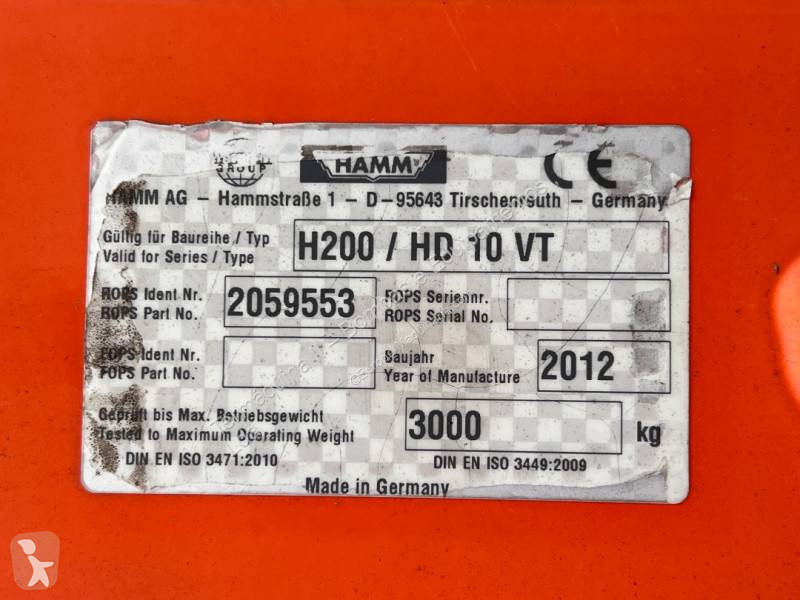 GROUP HAMM CE
HAMM AG – Hammstraße 1 – D–95643 Tirschenreuth – Germany
Gültig für Baureihe / Typ
Valid for Series / Type
H200 / HD 10 VT
ROPS Ident Nr.
ROPS Part No.
2059553
ROPS Seriennr.
ROPS Serial No.
FOPS Ident Nr.
FOPS Part No.
Baujahr
Year of Manufacture
2012
Geprüft bis Max. Betriebsgewicht
Tested to Maximum Operating Weight
3000 kg
DIN EN ISO 3471:2010
DIN EN ISO 3449:2009
Made in Germany